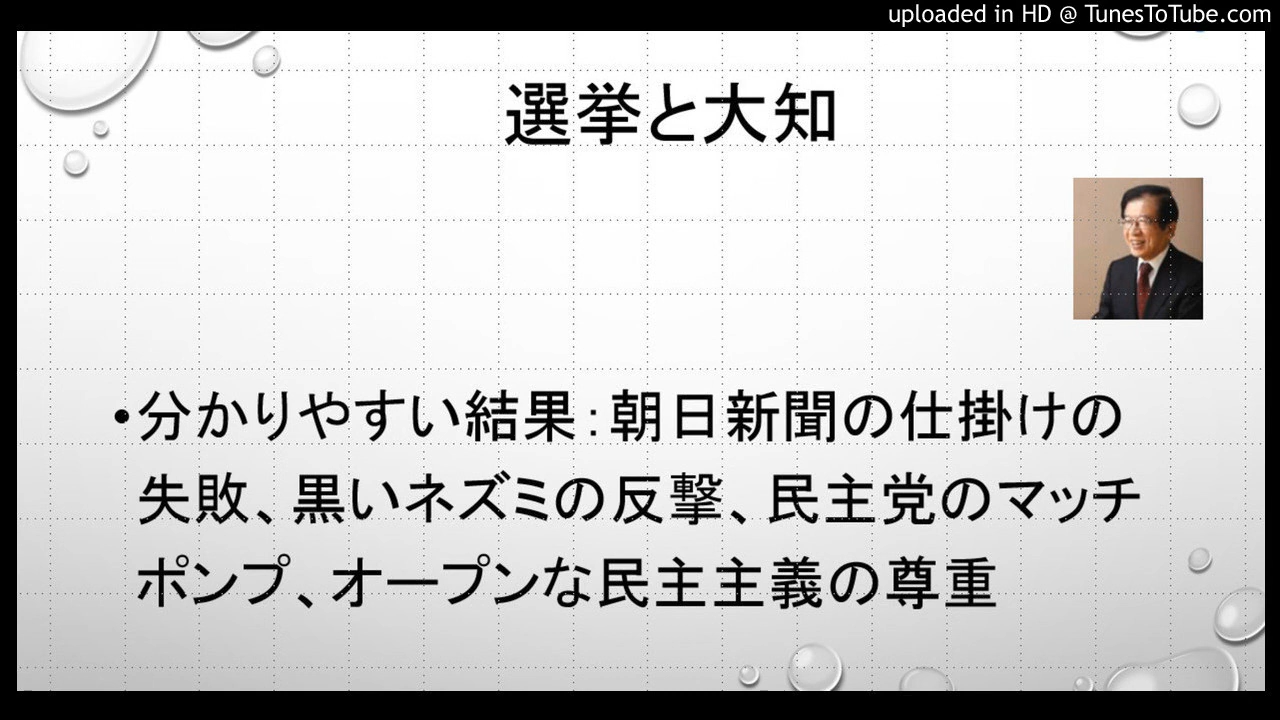 uploaded in HD @ TunesToTube.com
選挙と大知
•分かりやすい結果:朝日新聞の仕掛けの
失敗、黒いネズミの反撃、民主党のマッチ
ポンプ、オープンな民主主義の尊重